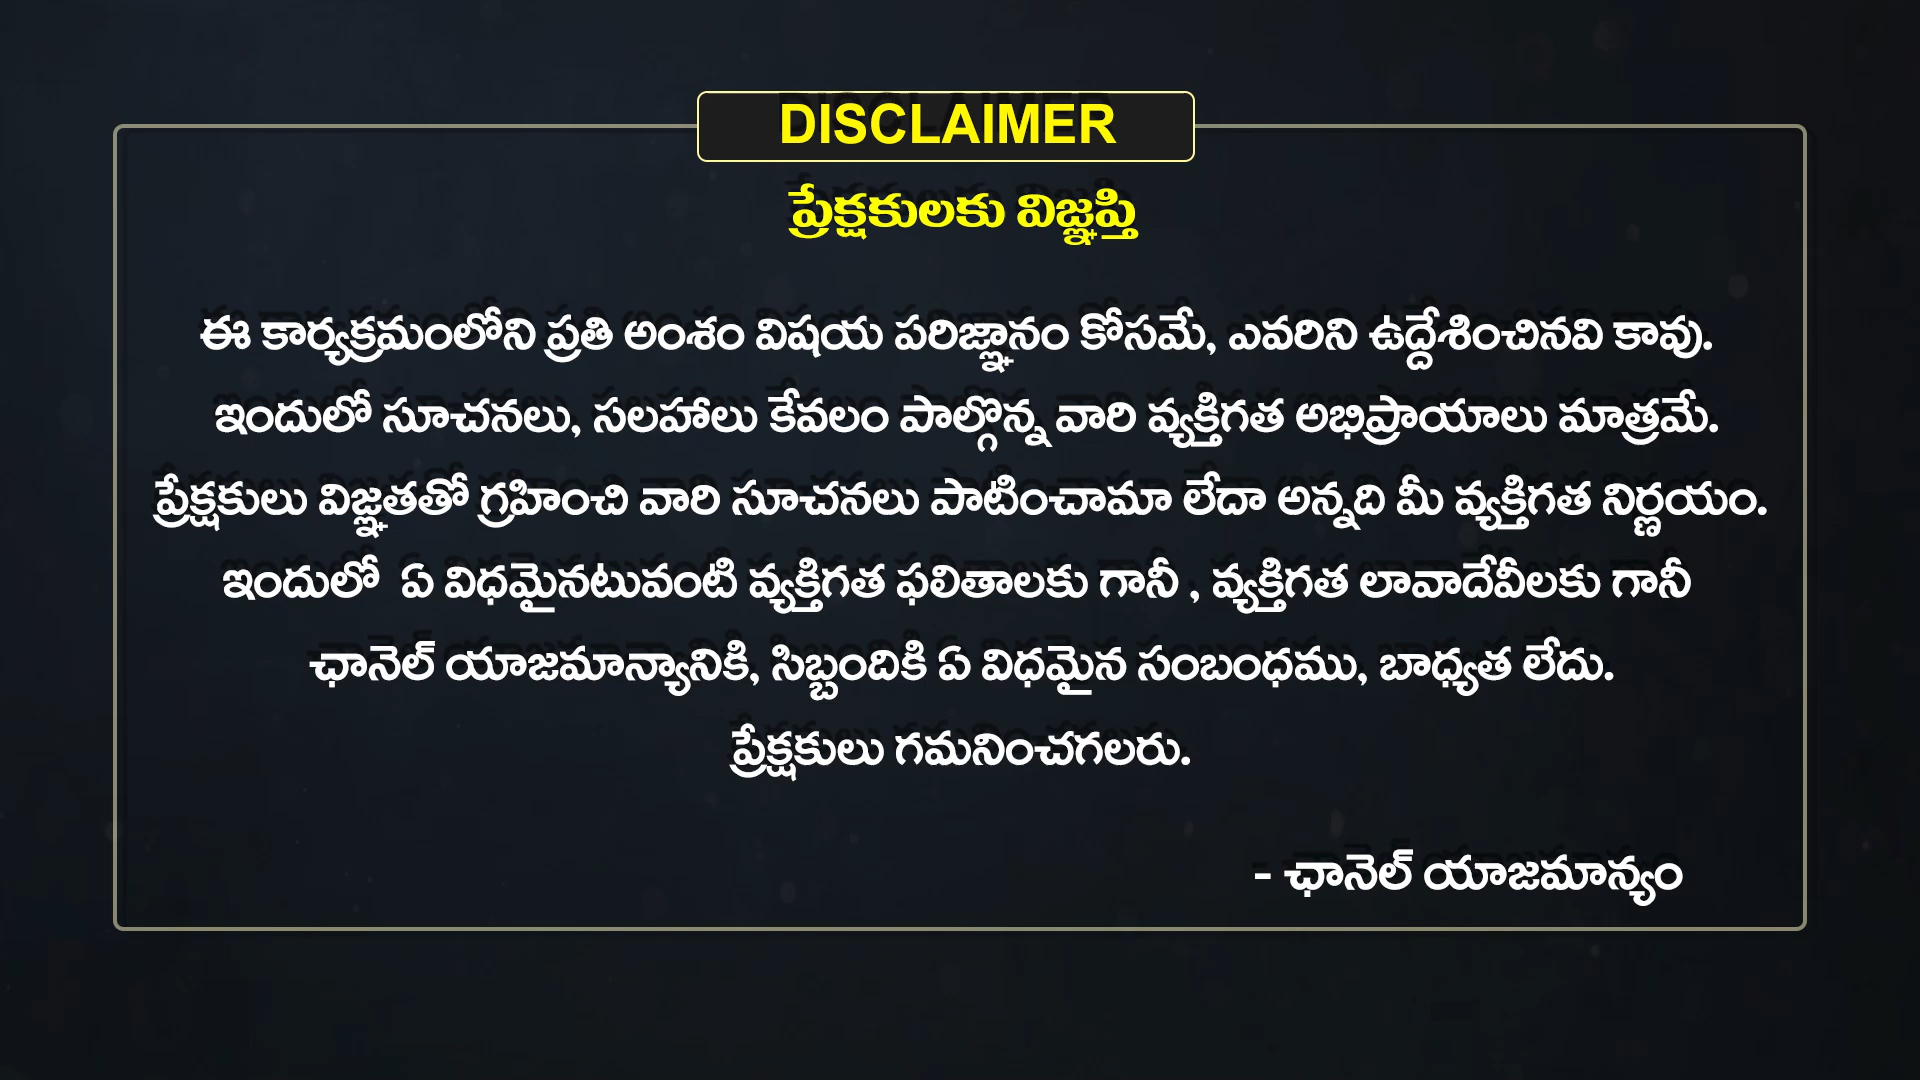 DISCLAIMER
ప్రేక్షకులకు విజ్ఞప్తి
ఈ కార్యక్రమంలోని ప్రతి అంశం విషయ పరిజ్ఞానం కోసమే, ఎవరిని ఉద్దేశించినవి కావు.
ఇందులో సూచనలు, సలహాలు కేవలం పాల్గొన్న వారి వ్యక్తిగత అభిప్రాయాలు మాత్రమే.
ప్రేక్షకులు విజ్ఞతతో గ్రహించి వారి సూచనలు పాటించామా లేదా అన్నది మీ వ్యక్తిగత నిర్ణయం.
ఇందులో ఏ విధమైనటువంటి వ్యక్తిగత ఫలితాలకు గానీ , వ్యక్తిగత లావాదేవీలకు గానీ
ఛానెల్ యాజమాన్యానికి, సిబ్బందికి ఏ విధమైన సంబంధము, బాధ్యత లేదు.
ప్రేక్షకులు గమనించగలరు.
- ఛానెల్ యాజమాన్యం